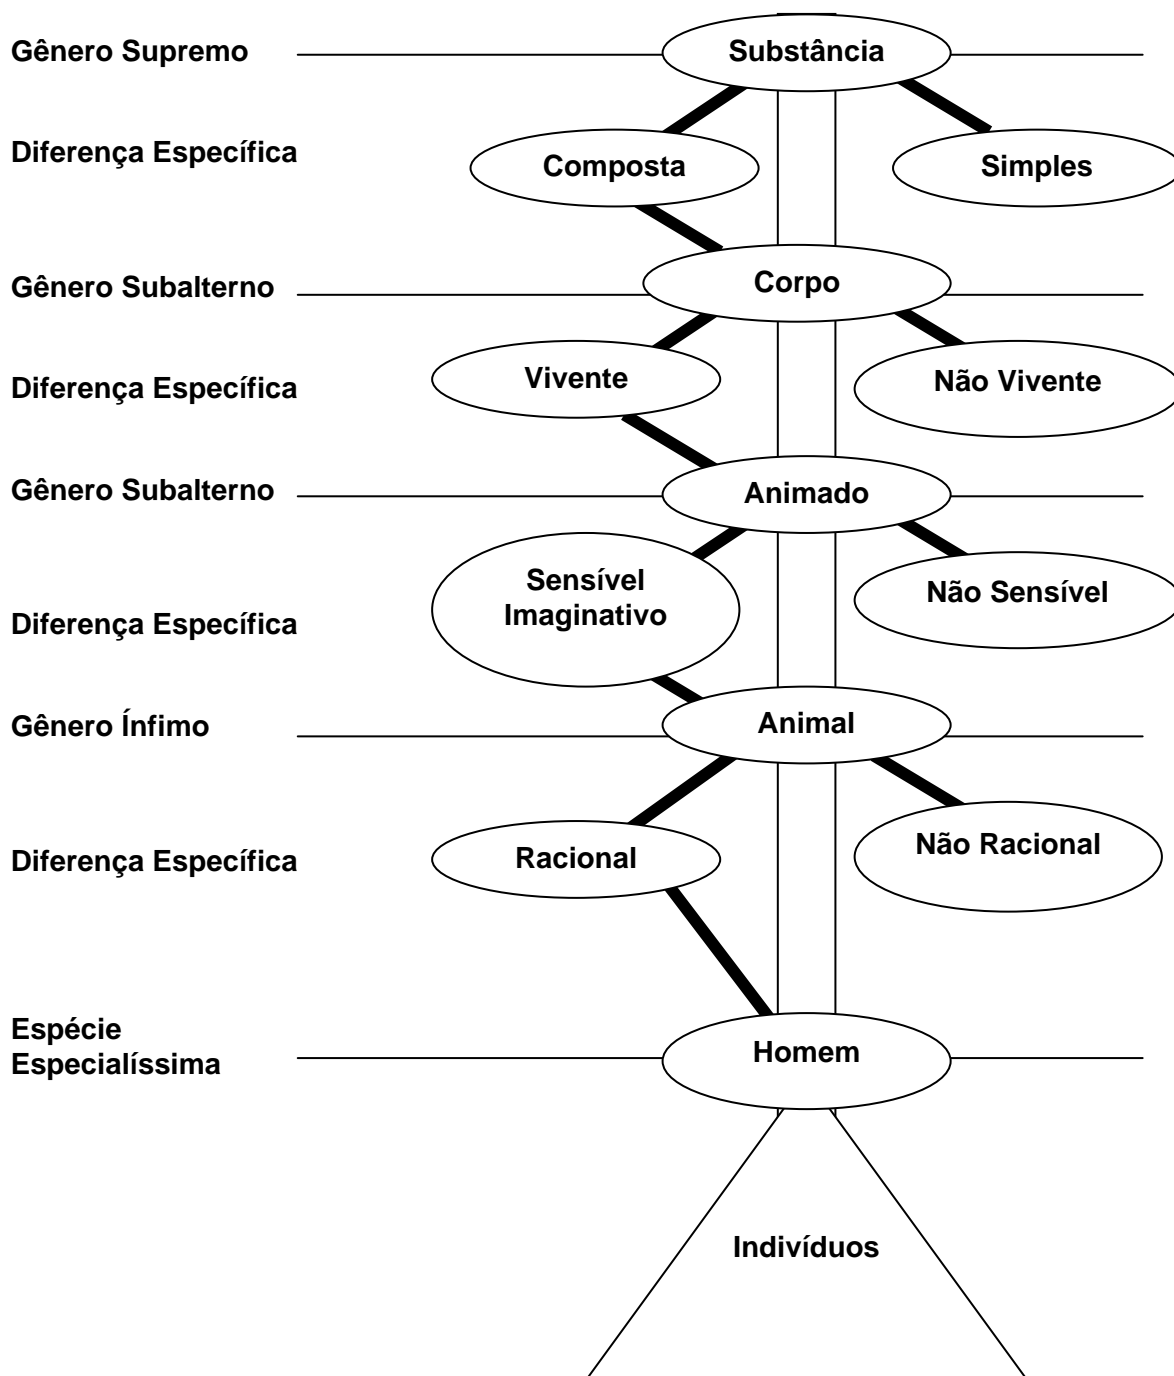 Gênero Supremo
Substância
Diferença Específica
Composta
Simples
Gênero Subalterno
Corpo
Diferença Específica
Vivente
Não Vivente
Gênero Subalterno
Animado
Diferença Específica
Sensível
Imaginativo
Não Sensível
Gênero Ínfimo
Animal
Diferença Específica
Racional
Não Racional
Espécie
Especialíssima
Homem
Indivíduos